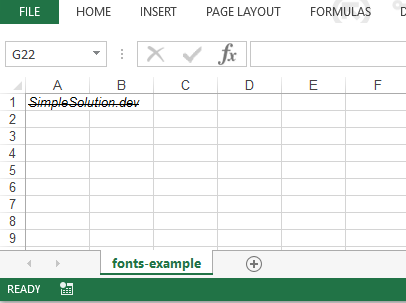 FILE HOME INSERT PAGE LAYOUT FORMULAS D
G22 fx
A B C D E F
1 SimpleSolution.dev
2
3
4
5
6
7
8
9
fonts-example
READY